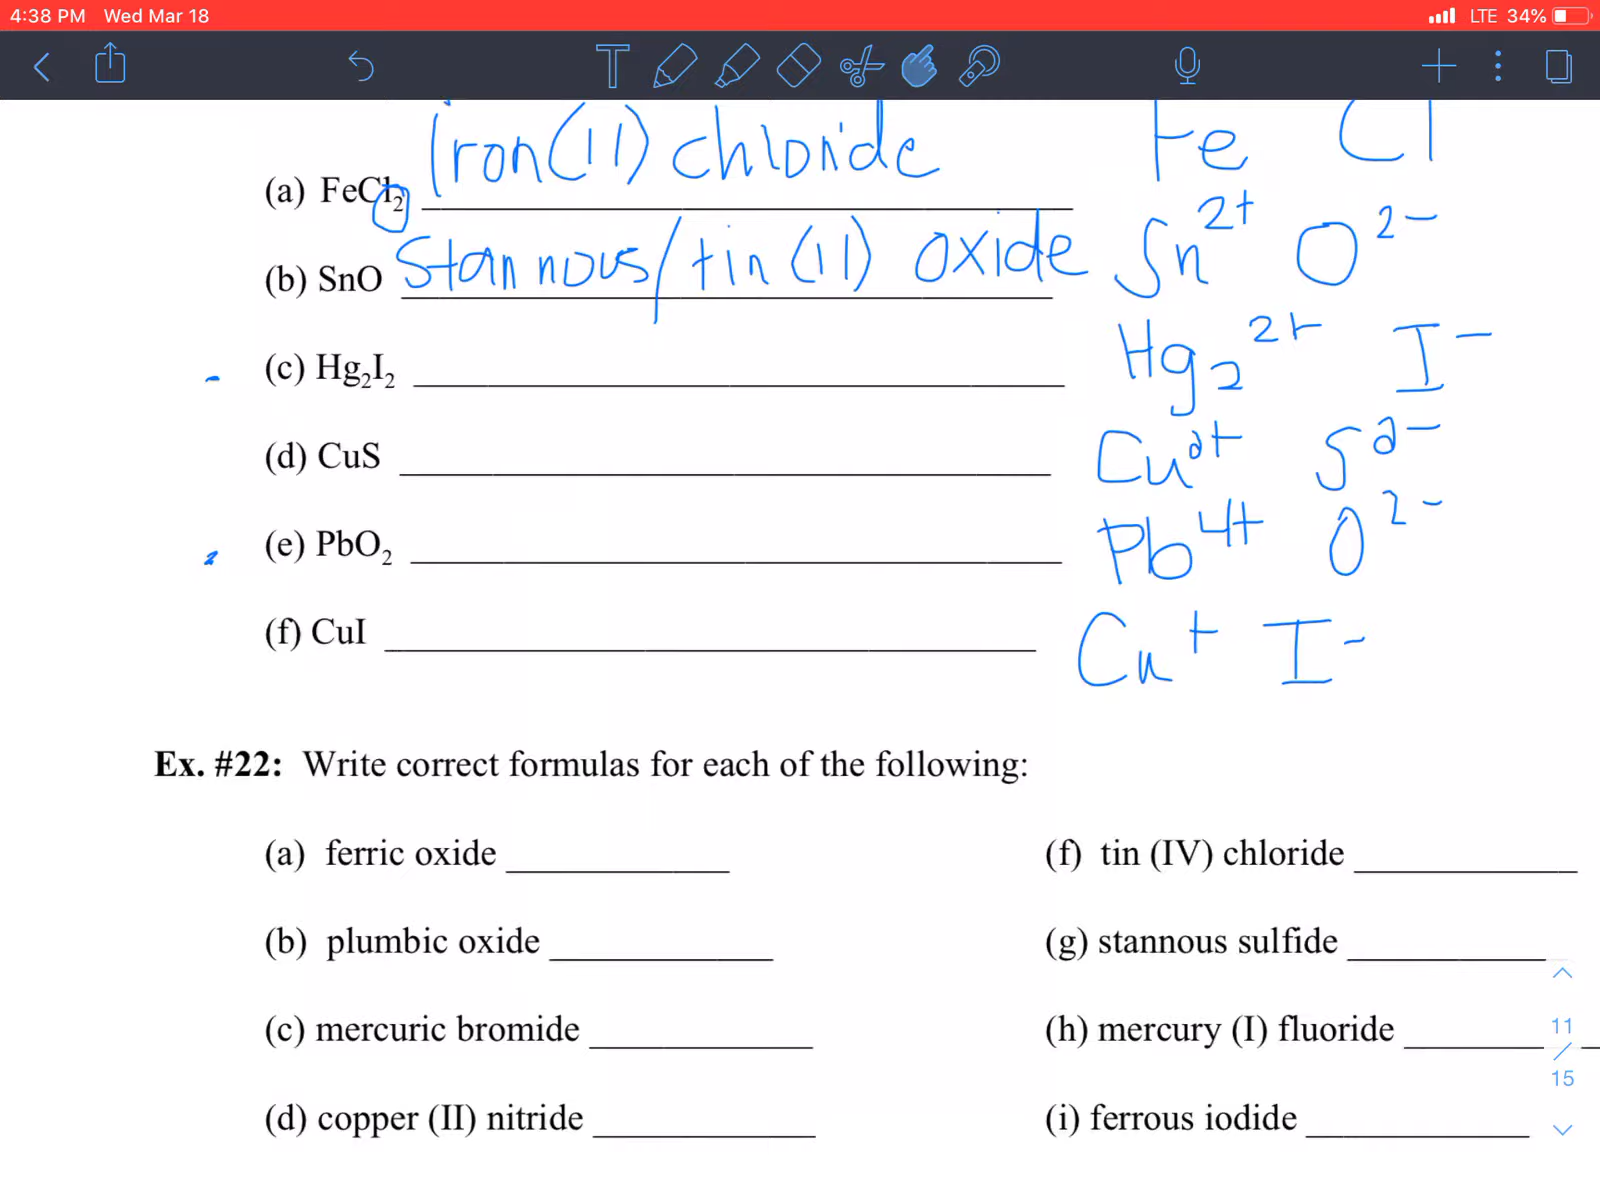 4:38 PM Wed Mar 18 LTE 34%
T
(a) FeCl₂ Iron(II) chloride Fe Cl
(b) SnO Stannous/tin(II) oxide Sn²⁺ O²⁻
(c) Hg₂I₂ Hg₂²⁺ I⁻
(d) CuS Cu²⁺ S²⁻
(e) PbO₂ Pb⁴⁺ O²⁻
(f) CuI Cu⁺ I⁻
Ex. #22: Write correct formulas for each of the following:
(a) ferric oxide
(f) tin (IV) chloride
(b) plumbic oxide
(g) stannous sulfide
(c) mercuric bromide
(h) mercury (I) fluoride
(d) copper (II) nitride
(i) ferrous iodide
11
/
15